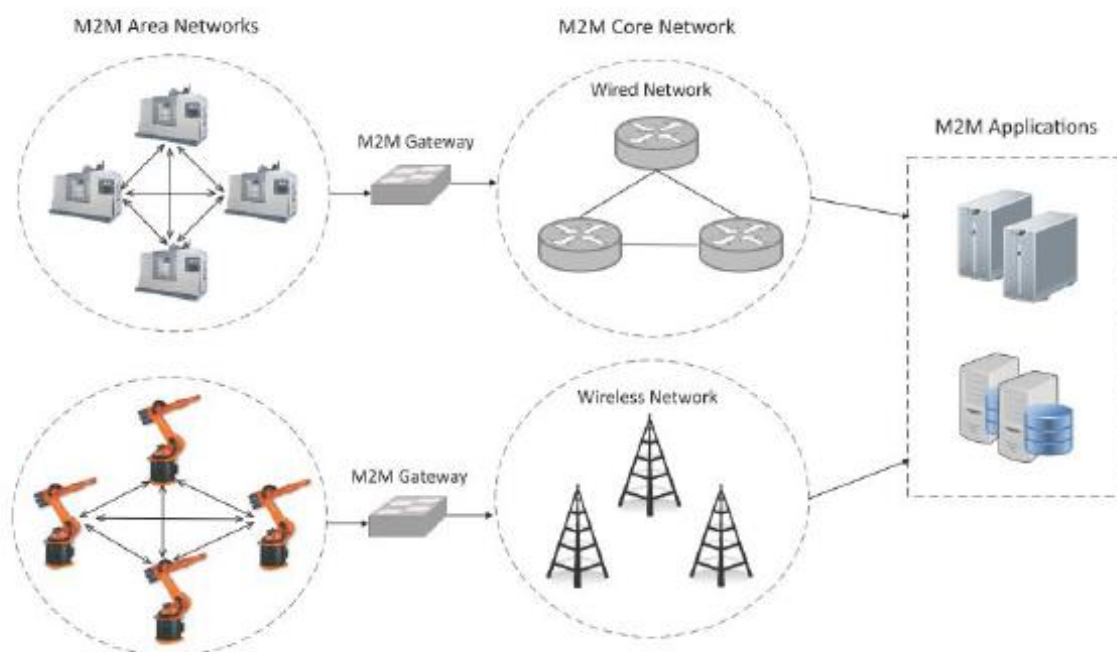 M2M Area Networks
M2M Core Network
Wired Network
M2M Gateway
M2M Applications
Wireless Network
M2M Gateway